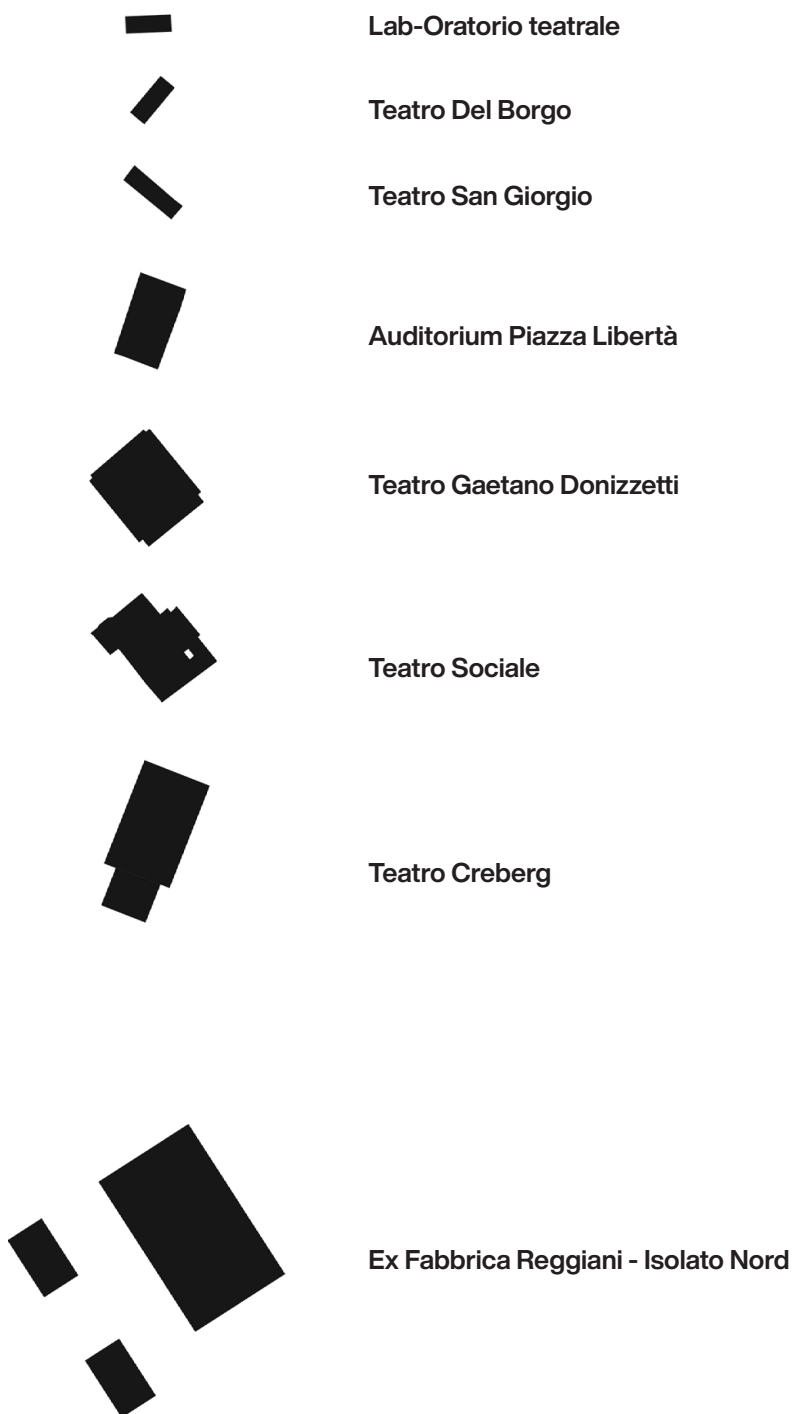 Lab-Oratorio teatrale
Teatro Del Borgo
Teatro San Giorgio
Auditorium Piazza Libertà
Teatro Gaetano Donizzetti
Teatro Sociale
Teatro Creberg
Ex Fabbrica Reggiani - Isolato Nord